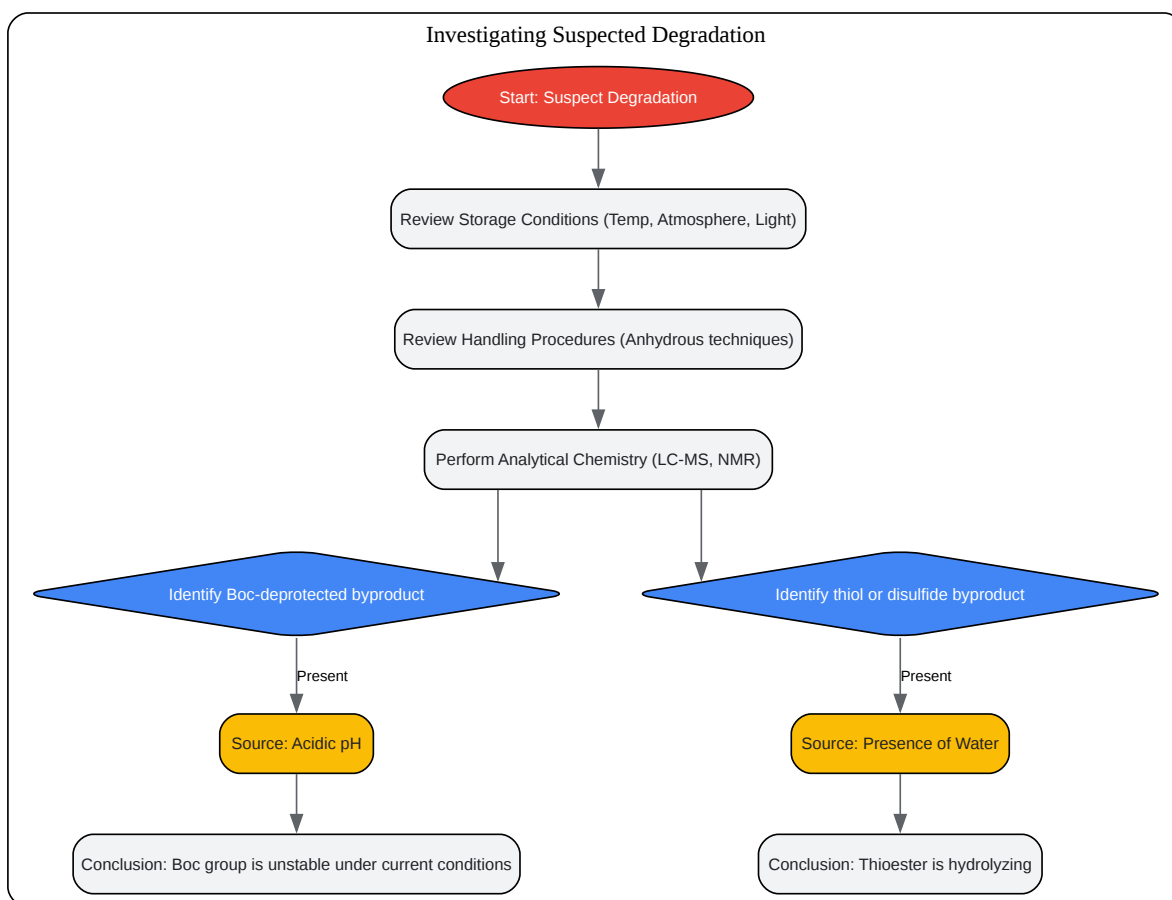 Investigating Suspected Degradation
Start: Suspect Degradation
Review Storage Conditions (Temp, Atmosphere, Light)
Review Handling Procedures (Anhydrous techniques)
Perform Analytical Chemistry (LC-MS, NMR)
Identify Boc-deprotected byproduct
Identify thiol or disulfide byproduct
Present
Present
Source: Acidic pH
Source: Presence of Water
Conclusion: Boc group is unstable under current conditions
Conclusion: Thioester is hydrolyzing